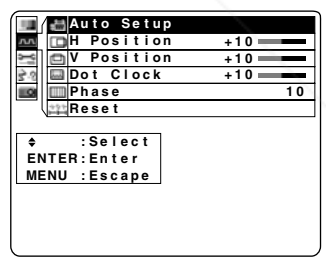 Auto Setup
H Position +10
V Position +10
Dot Clock +10
Phase 10
Reset
:Select
ENTER:Enter
MENU :Escape